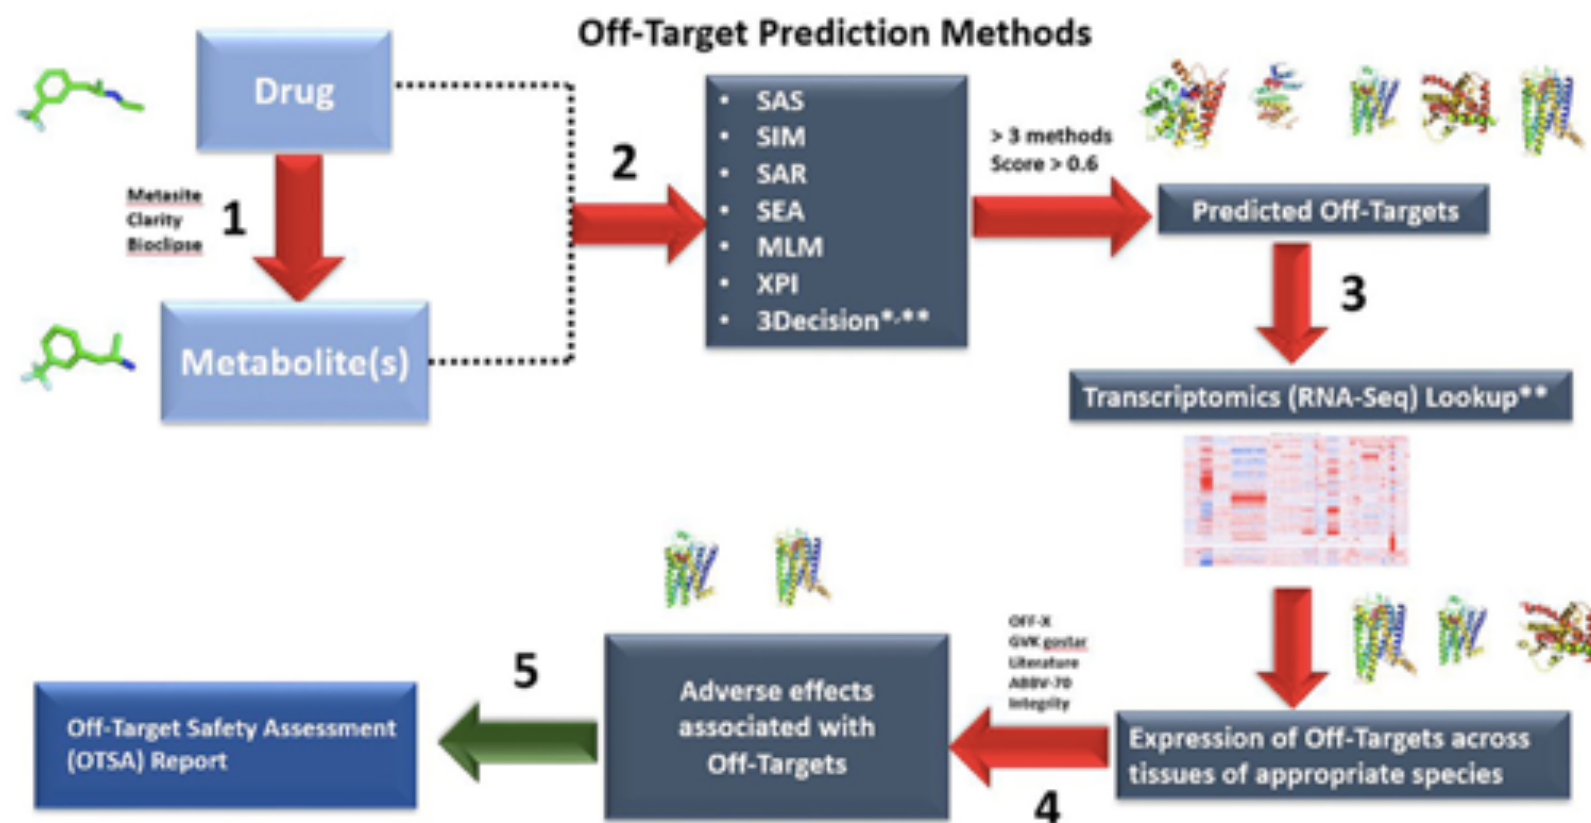 Off-Target Prediction Methods
Drug
Metasite
Clarity
Bioclipse
1
Metabolite(s)
2
• SAS
• SIM
• SAR
• SEA
• MLM
• XPI
• 3Decision*,**
> 3 methods
Score > 0.6
Predicted Off-Targets
3
Transcriptomics (RNA-Seq) Lookup**
Expression of Off-Targets across
tissues of appropriate species
OFF-X
GVK gostar
Literature
ABBV-70
Integrity
4
Adverse effects
associated with
Off-Targets
5
Off-Target Safety Assessment
(OTSA) Report